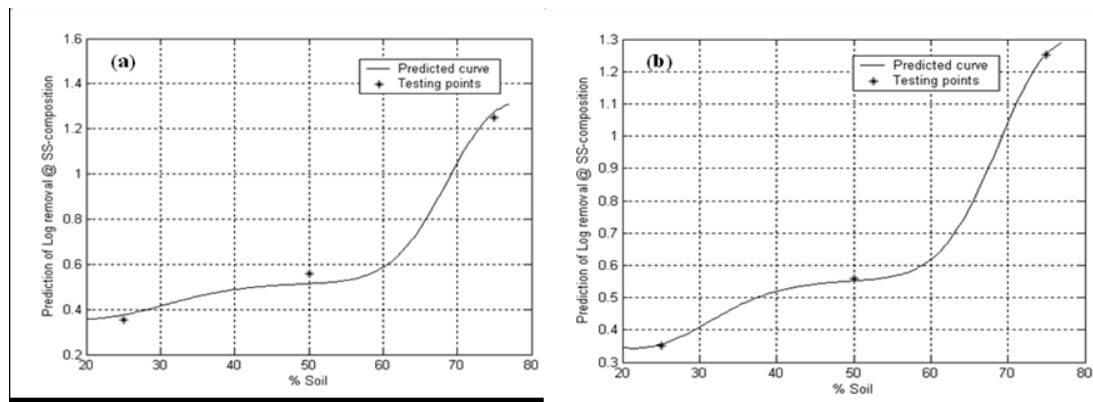 (a)
Predicted curve
Testing points
Prediction of Log removal @ SS-composition
1.6
1.4
1.2
1
0.8
0.6
0.4
0.2
20 30 40 50 60 70 80
% Soil
(b)
Predicted curve
Testing points
Prediction of Log removal @ SS-composition
1.3
1.2
1.1
1
0.9
0.8
0.7
0.6
0.5
0.4
0.3
20 30 40 50 60 70 80
% Soil